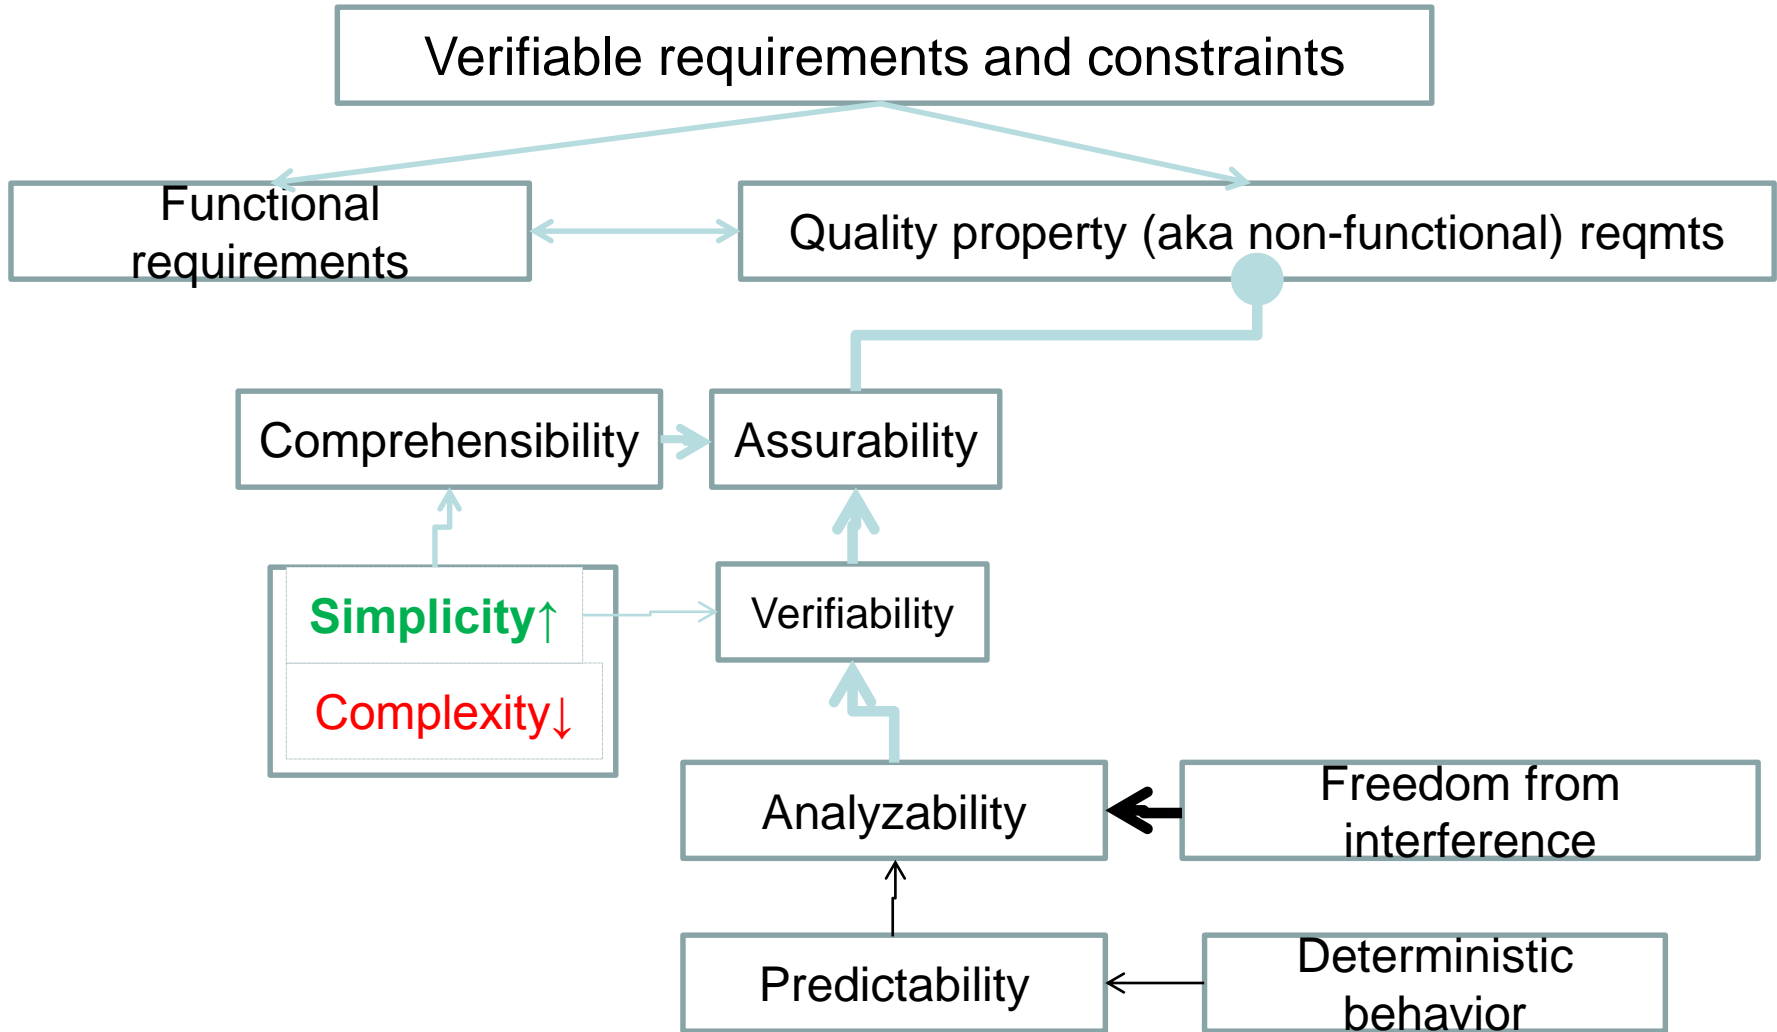 Verifiable requirements and constraints
Functional
requirements
Quality property (aka non-functional) reqmts
Comprehensibility
Assurability
Simplicity↑
Verifiability
Complexity↓
Analyzability
Freedom from
interference
Predictability
Deterministic
behavior